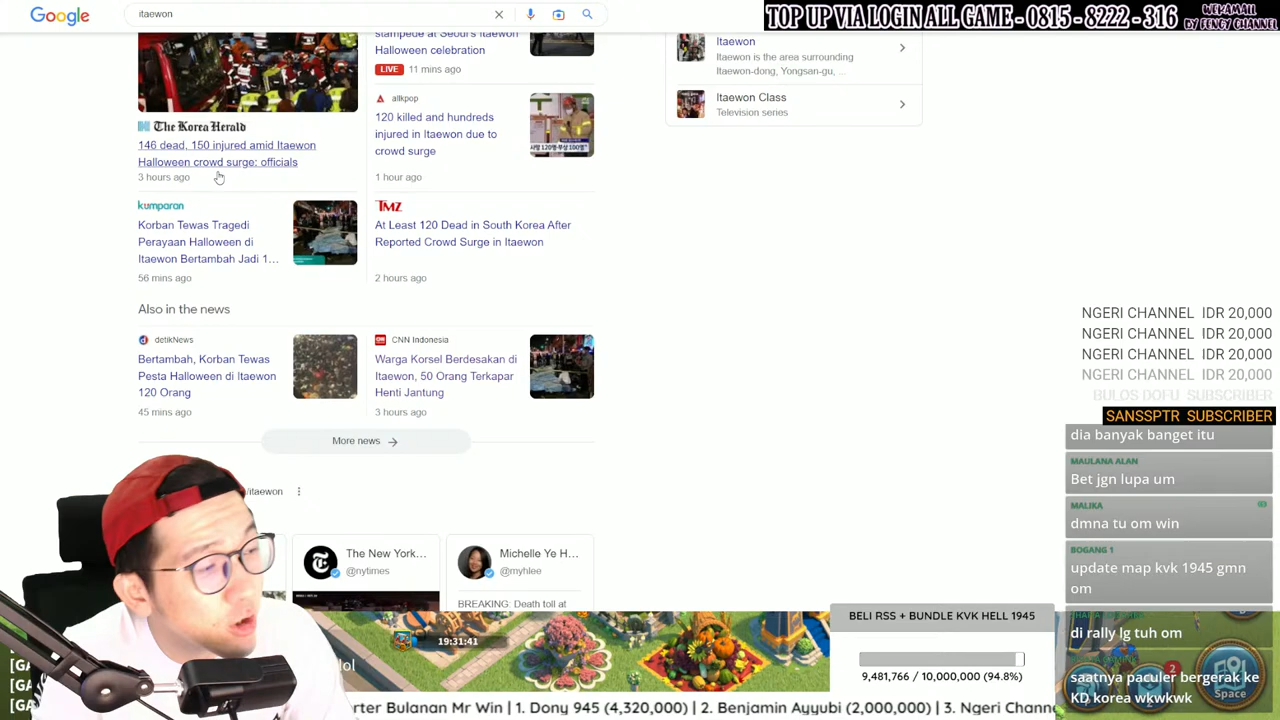 Google
itaewon
TOP UP VIA LOGIN ALL GAME - 0815 - 8222 - 316
BY FENGY CHANNEL
stampede at Seoul's Itaewon
Halloween celebration
LIVE 11 mins ago
The Korea Herald
146 dead, 150 injured amid Itaewon
Halloween crowd surge: officials
3 hours ago
allkpop
120 killed and hundreds
injured in Itaewon due to
crowd surge
1 hour ago
kumparan
Korban Tewas Tragedi
Perayaan Halloween di
Itaewon Bertambah Jadi 1...
56 mins ago
TMZ
At Least 120 Dead in South Korea After
Reported Crowd Surge in Itaewon
2 hours ago
Also in the news
detikNews
Bertambah, Korban Tewas
Pesta Halloween di Itaewon
120 Orang
45 mins ago
CNN Indonesia
Warga Korsel Berdesakan di
Itaewon, 50 Orang Terkapar
Henti Jantung
3 hours ago
More news →
/itaewon
The New York...
@nytimes
Michelle Ye H...
@myhlee
BREAKING: Death toll at
Itaewon
Itaewon is the area surrounding
Itaewon-dong, Yongsan-gu, ...
Itaewon Class
Television series
NGERI CHANNEL IDR 20,000
NGERI CHANNEL IDR 20,000
NGERI CHANNEL IDR 20,000
NGERI CHANNEL IDR 20,000
BULOS DOFU SUBSCRIBER
SANSSPTR SUBSCRIBER
dia banyak banget itu
MAULANA ALAN
Bet jgn lupa um
MALIKA
dmna tu om win
BOGANG 1
update map kvk 1945 gmn
om
di rally lg tuh om
saatnya paculer bergerak ke
KD korea wkwkwk
2
Space
19:31:41
lol
[GA
[GA
[GA
BELI RSS + BUNDLE KVK HELL 1945
9,481,766 / 10,000,000 (94.8%)
rter Bulanan Mr Win | 1. Dony 945 (4,320,000) | 2. Benjamin Ayyubi (2,000,000) | 3. Ngeri Channe